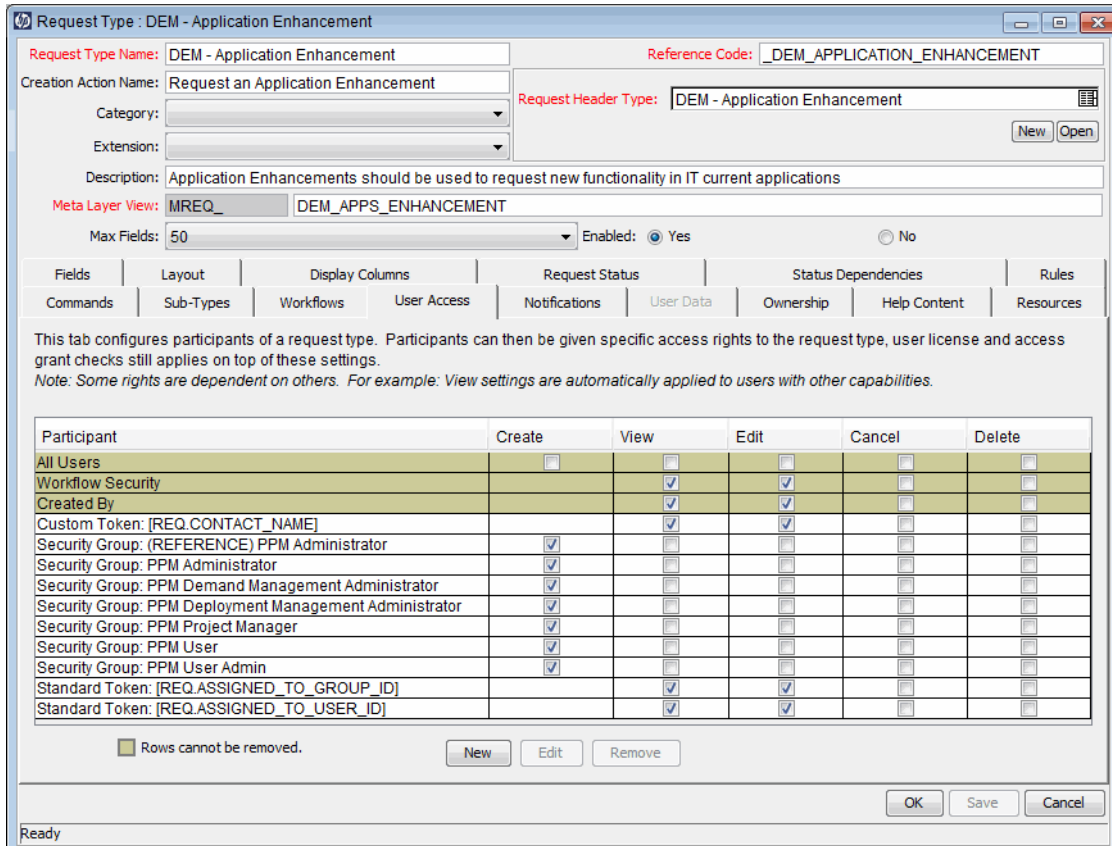 Request Type : DEM - Application Enhancement
Request Type Name: DEM - Application Enhancement Reference Code: _DEM_APPLICATION_ENHANCEMENT
Creation Action Name: Request an Application Enhancement
Request Header Type: DEM - Application Enhancement
Category:
New Open
Extension:
Description: Application Enhancements should be used to request new functionality in IT current applications
Meta Layer View: MREQ_ DEM_APPS_ENHANCEMENT
Max Fields: 50 Enabled: Yes No
Fields Layout Display Columns Request Status Status Dependencies Rules
Commands Sub-Types Workflows User Access Notifications User Data Ownership Help Content Resources
This tab configures participants of a request type. Participants can then be given specific access rights to the request type, user license and access
grant checks still applies on top of these settings.
Note: Some rights are dependent on others. For example: View settings are automatically applied to users with other capabilities.
Participant Create View Edit Cancel Delete
All Users
Workflow Security
Created By
Custom Token: [REQ.CONTACT_NAME]
Security Group: (REFERENCE) PPM Administrator
Security Group: PPM Administrator
Security Group: PPM Demand Management Administrator
Security Group: PPM Deployment Management Administrator
Security Group: PPM Project Manager
Security Group: PPM User
Security Group: PPM User Admin
Standard Token: [REQ.ASSIGNED_TO_GROUP_ID]
Standard Token: [REQ.ASSIGNED_TO_USER_ID]
Rows cannot be removed. New Edit Remove
OK Save Cancel
Ready